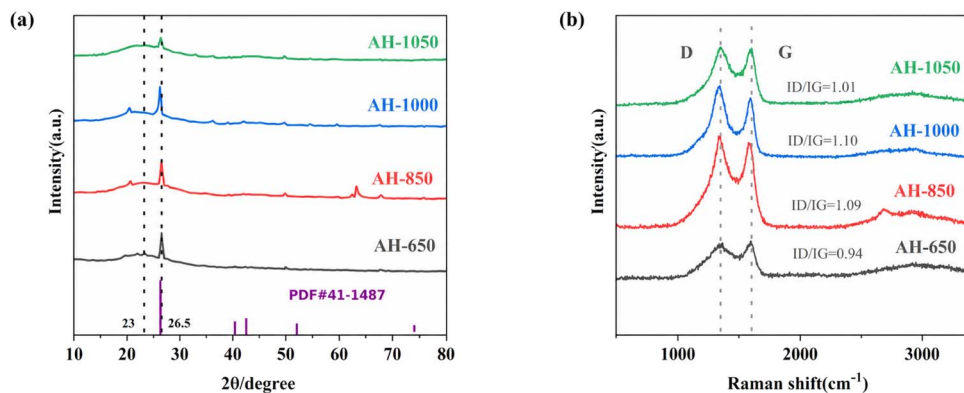 (a)
AH-1050
AH-1000
AH-850
AH-650
PDF#41-1487
23
26.5
10 20 30 40 50 60 70 80
2θ/degree
Intensity(a.u.)
(b)
D G
AH-1050
ID/IG=1.01
AH-1000
ID/IG=1.10
AH-850
ID/IG=1.09
AH-650
ID/IG=0.94
1000 2000 3000
Raman shift(cm⁻¹)
Intensity(a.u.)